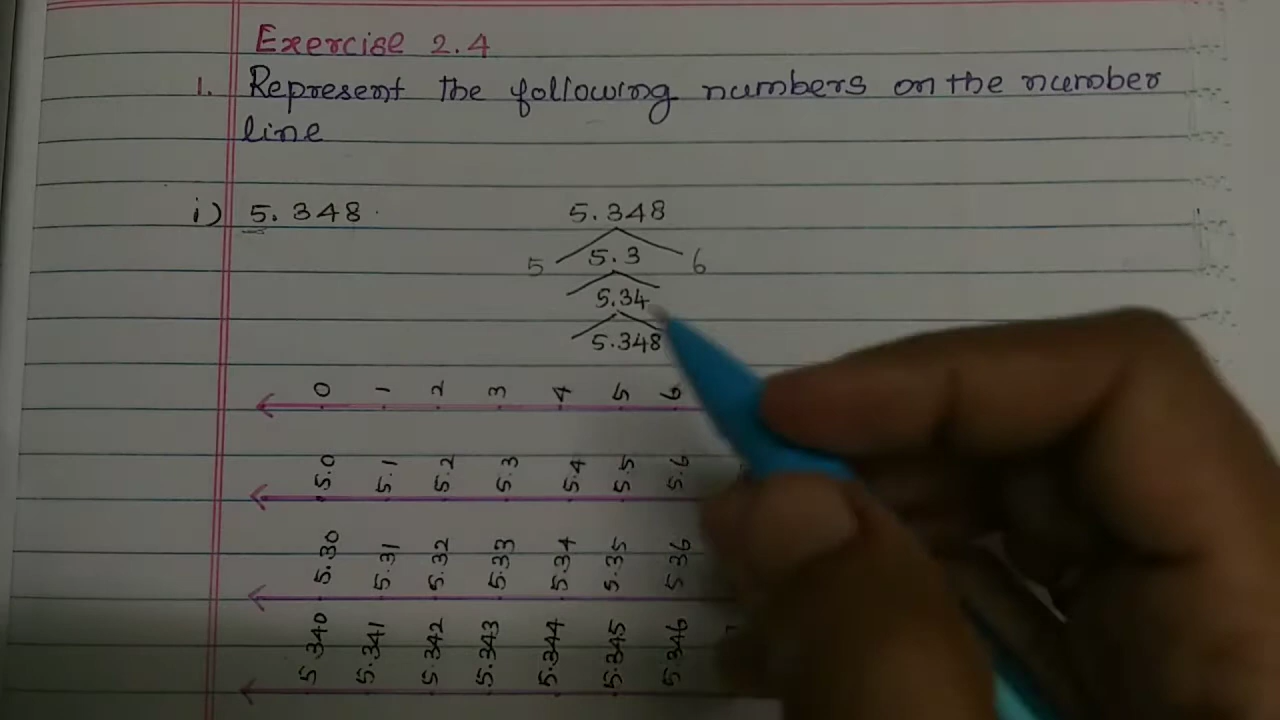 Exercise 2.4
1. Represent the following numbers on the number
line
i) 5.348 5.348
5 5.3 6
5.34
5.348
0 1 2 3 4 5 6
5.0 5.1 5.2 5.3 5.4 5.5 5.6
5.30 5.31 5.32 5.33 5.34 5.35 5.36
5.340 5.341 5.342 5.343 5.344 5.345 5.346